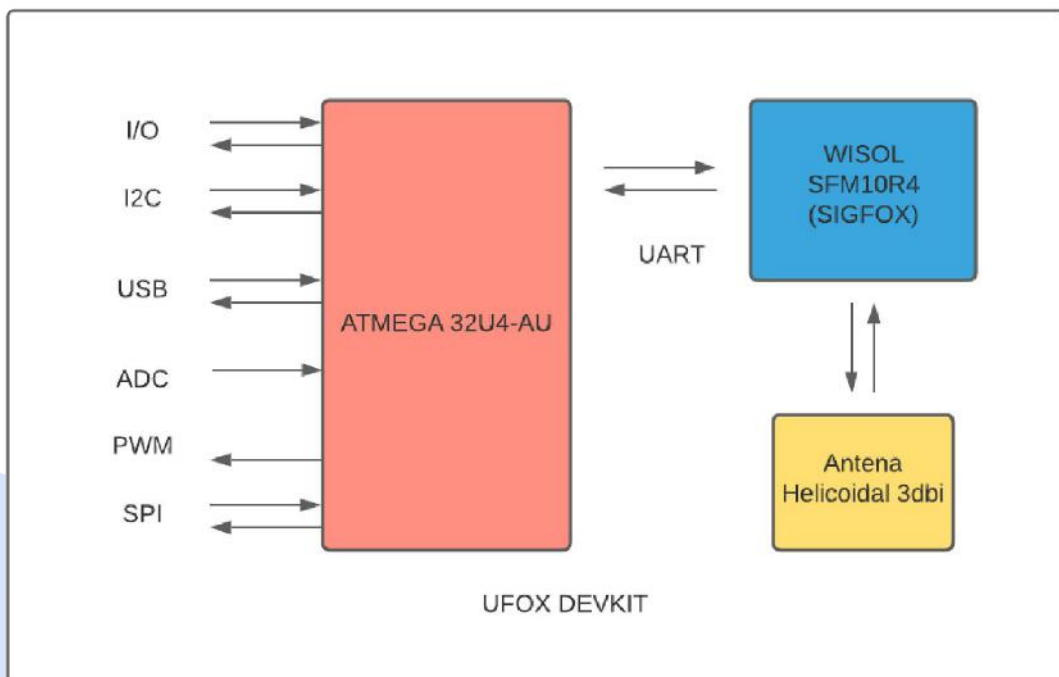 I/O
I2C
USB
ADC
PWM
SPI
ATMEGA 32U4-AU
UART
WISOL
SFM10R4
(SIGFOX)
Antena
Helicoidal 3dbi
UFOX DEVKIT